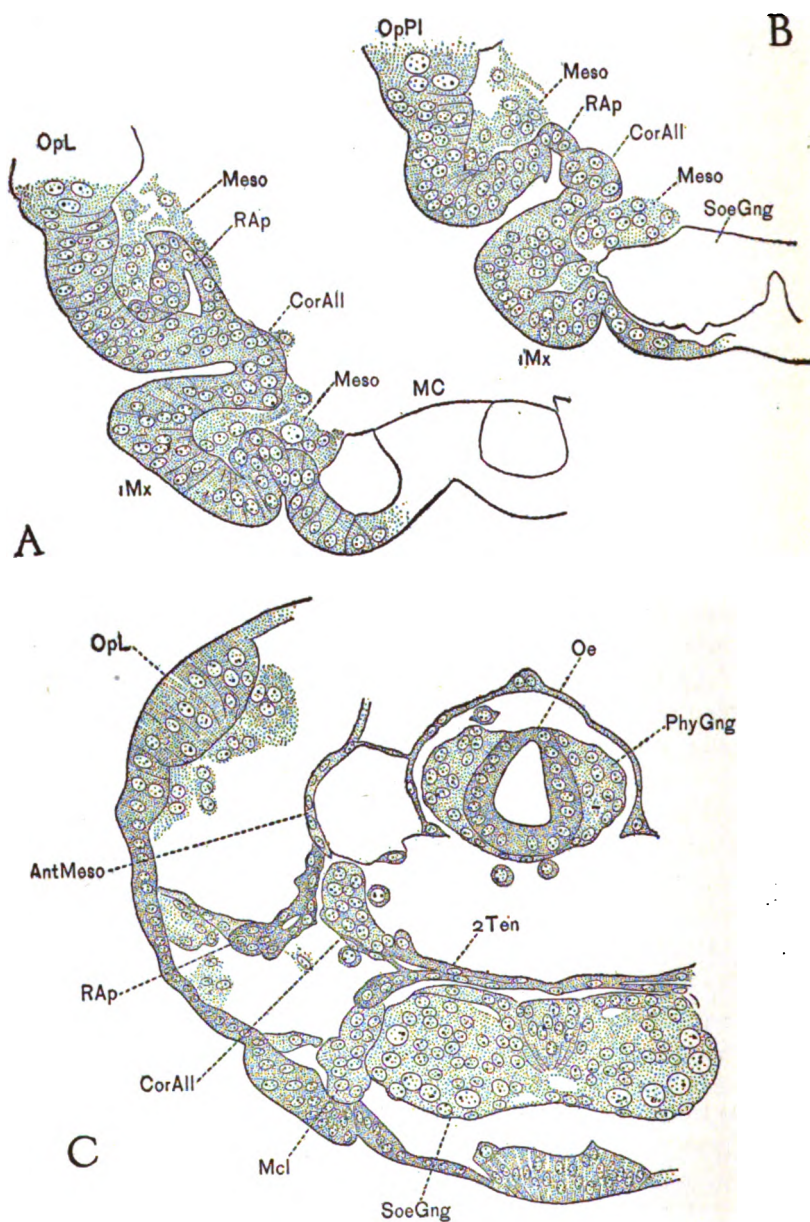 OpPl
B
Meso
RAp
CorAll
Meso
SoeGng
1Mx
OpL
Meso
RAp
CorAll
Meso
MC
1Mx
A
OpL
Oe
PhyGng
AntMeso
2Ten
RAp
CorAll
Mcl
SoeGng
C